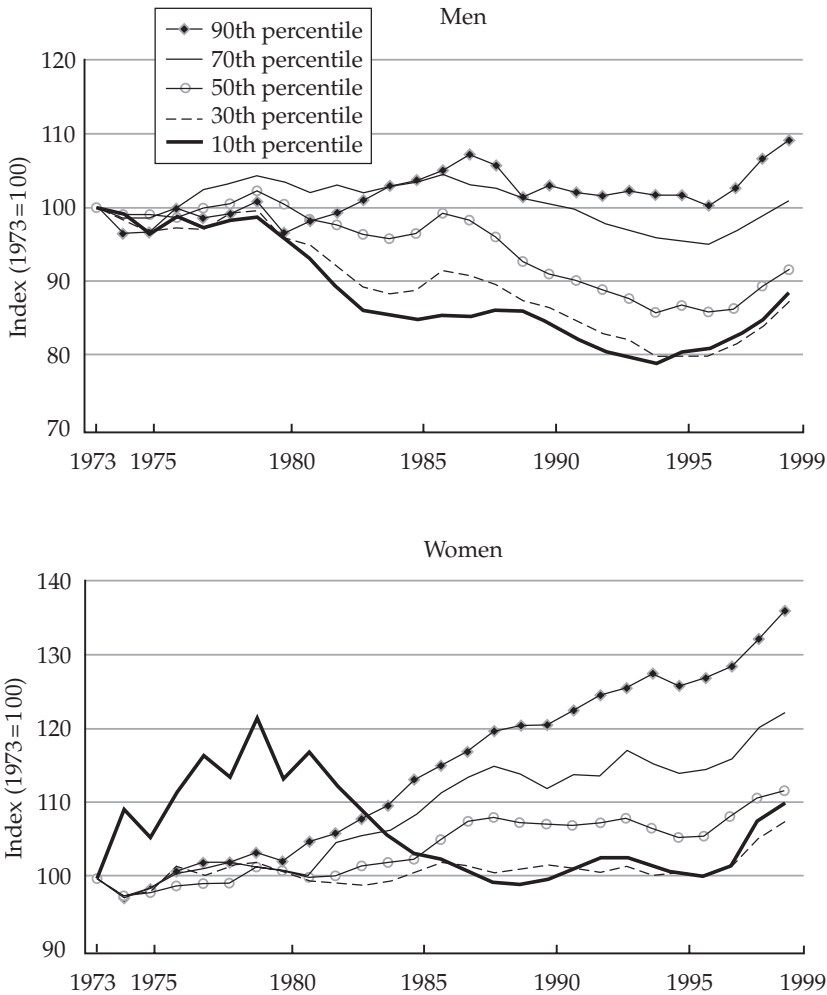 Men
90th percentile
70th percentile
50th percentile
30th percentile
10th percentile
Index (1973=100)
120
110
100
90
80
70
1973 1975 1980 1985 1990 1995 1999
Women
Index (1973=100)
140
130
120
110
100
90
1973 1975 1980 1985 1990 1995 1999